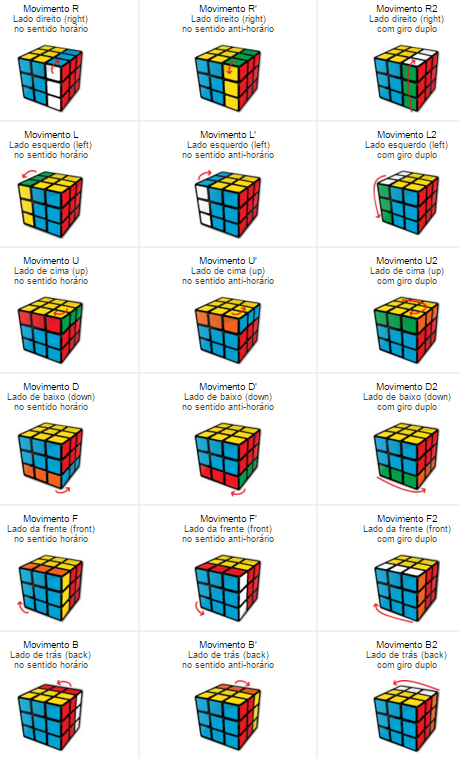 Movimento R
Lado direito (right)
no sentido horário
Movimento R'
Lado direito (right)
no sentido anti-horário
Movimento R2
Lado direito (right)
com giro duplo
Movimento L
Lado esquerdo (left)
no sentido horário
Movimento L'
Lado esquerdo (left)
no sentido anti-horário
Movimento L2
Lado esquerdo (left)
com giro duplo
Movimento U
Lado de cima (up)
no sentido horário
Movimento U'
Lado de cima (up)
no sentido anti-horário
Movimento U2
Lado de cima (up)
com giro duplo
Movimento D
Lado de baixo (down)
no sentido horário
Movimento D'
Lado de baixo (down)
no sentido anti-horário
Movimento D2
Lado de baixo (down)
com giro duplo
Movimento F
Lado da frente (front)
no sentido horário
Movimento F'
Lado da frente (front)
no sentido anti-horário
Movimento F2
Lado da frente (front)
com giro duplo
Movimento B
Lado de trás (back)
no sentido horário
Movimento B'
Lado de trás (back)
no sentido anti-horário
Movimento B2
Lado de trás (back)
com giro duplo